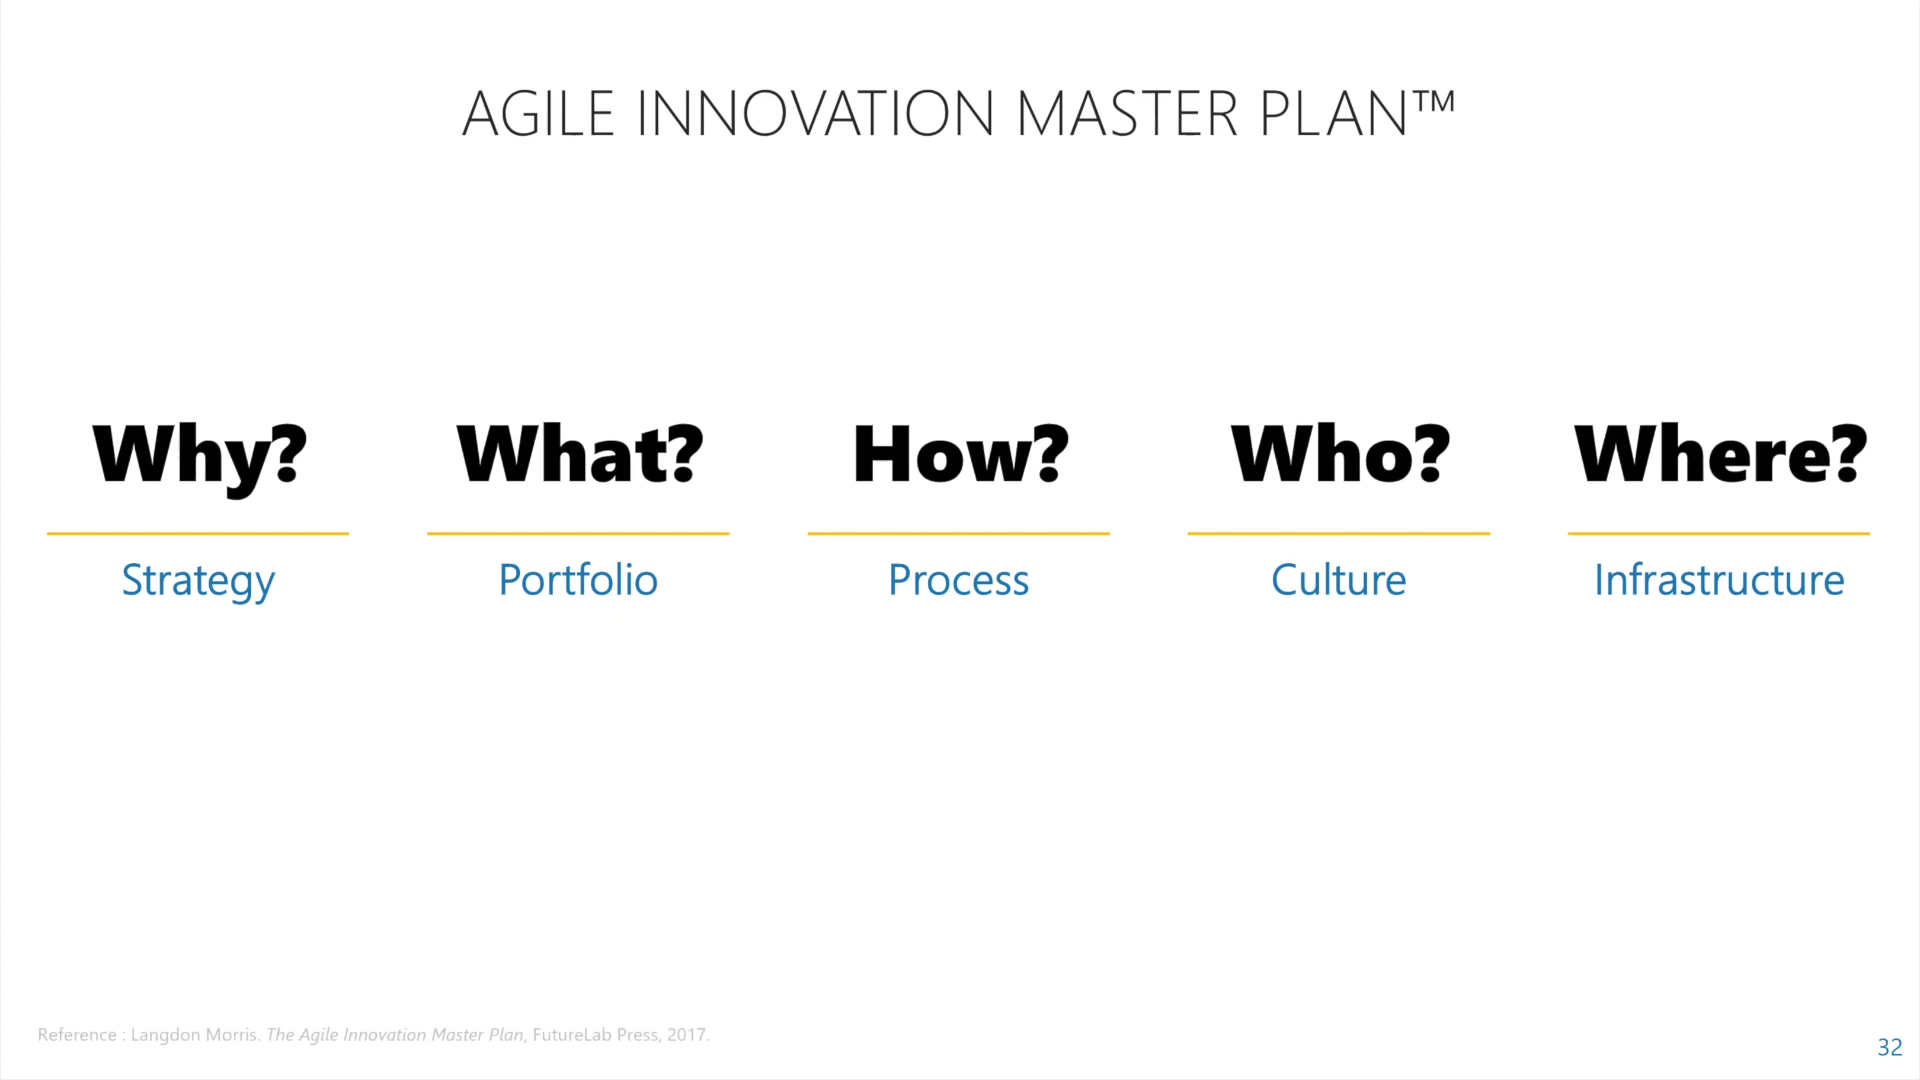 AGILE INNOVATION MASTER PLAN™
Why? What? How? Who? Where?
Strategy Portfolio Process Culture Infrastructure
Reference : Langdon Morris. The Agile Innovation Master Plan, FutureLab Press, 2017.
32